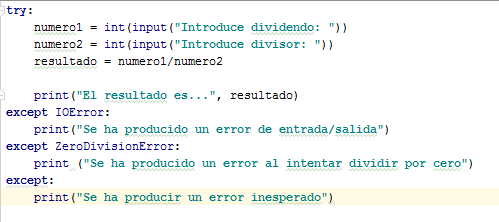 try:
    numero1 = int(input("Introduce dividendo: "))
    numero2 = int(input("Introduce divisor: "))
    resultado = numero1/numero2

    print("El resultado es...", resultado)
except IOError:
    print("Se ha producido un error de entrada/salida")
except ZeroDivisionError:
    print ("Se ha producido un error al intentar dividir por cero")
except:
    print("Se ha producir un error inesperado")